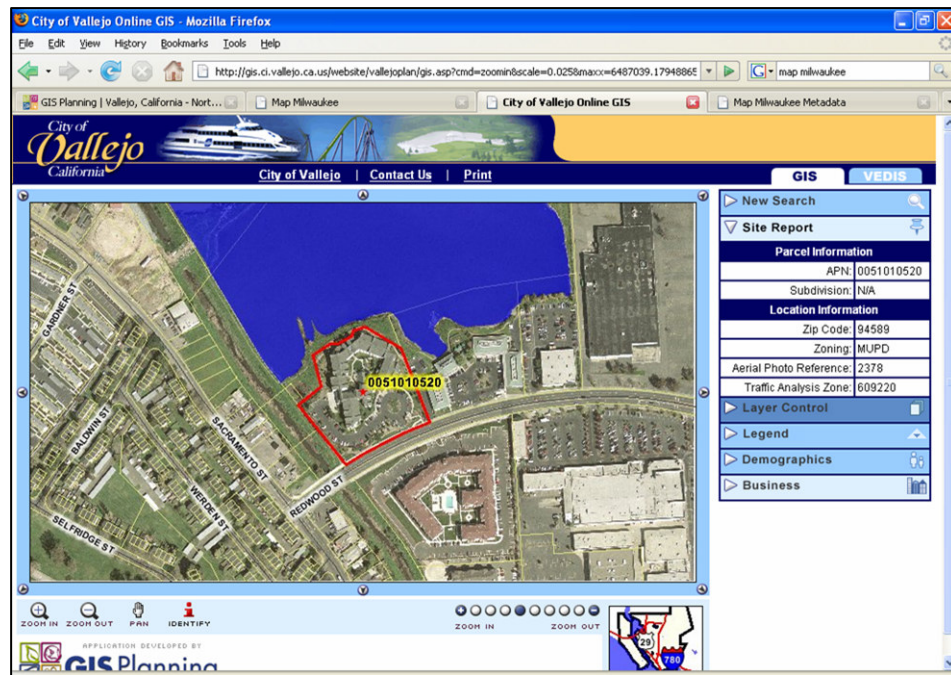 City of Vallejo Online GIS - Mozilla Firefox
File Edit View History Bookmarks Tools Help
http://gis.ci.vallejo.ca.us/website/vallejoplan/gis.asp?cmd=zoomin&scale=0.025&maxx=6487039.17948865
map milwaukee
GIS Planning | Vallejo, California - Nort...
Map Milwaukee
City of Vallejo Online GIS
Map Milwaukee Metadata
City of
Vallejo
California
City of Vallejo | Contact Us | Print
GIS
VEDIS
GARDNER ST
BALDWIN ST
SELFRIDGE ST
WERDEN ST
SACRAMENTO ST
REDWOOD ST
0051010520
New Search
Site Report
Parcel Information
APN: 0051010520
Subdivision: N/A
Location Information
Zip Code: 94589
Zoning: MUPD
Aerial Photo Reference: 2378
Traffic Analysis Zone: 609220
Layer Control
Legend
Demographics
Business
ZOOM IN ZOOM OUT PAN IDENTIFY
ZOOM IN ZOOM OUT
29
780
APPLICATION DEVELOPED BY
GIS Planning